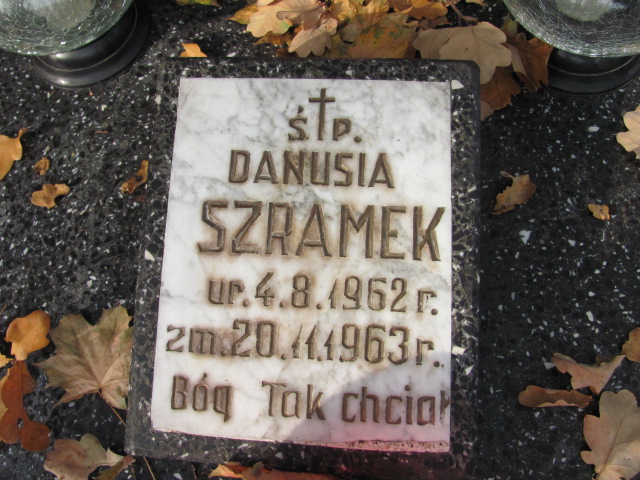 Ś.P.
DANUSIA
SZRAMEK
ur. 4.8.1962 r.
zm. 20.11.1963 r.
Bóg Tak chciał